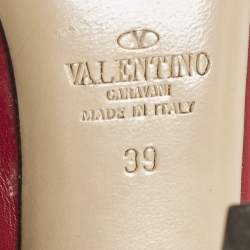 VALENTINO
GARAVANI
MADE IN ITALY
39